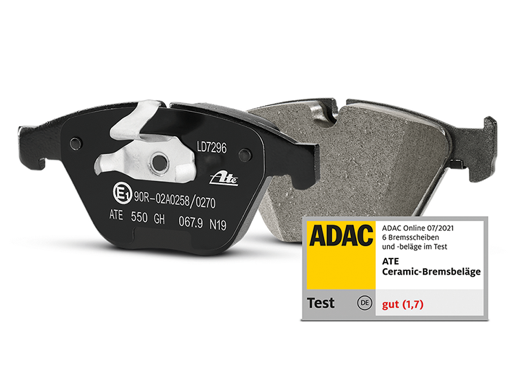 LD7296
Ate
E1 90R-02A0258/0270
ATE 550 GH 067.9 N19
ADAC
ADAC Online 07/2021
6 Bremsscheiben
und -beläge im Test
ATE
Ceramic-Bremsbeläge
Test
DE
gut (1,7)